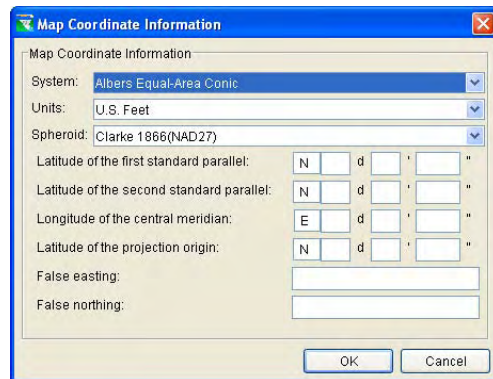 Map Coordinate Information
Map Coordinate Information
System: Albers Equal-Area Conic
Units: U.S. Feet
Spheroid: Clarke 1866(NAD27)
Latitude of the first standard parallel: N d ' "
Latitude of the second standard parallel: N d ' "
Longitude of the central meridian: E d ' "
Latitude of the projection origin: N d ' "
False easting:
False northing:
OK Cancel